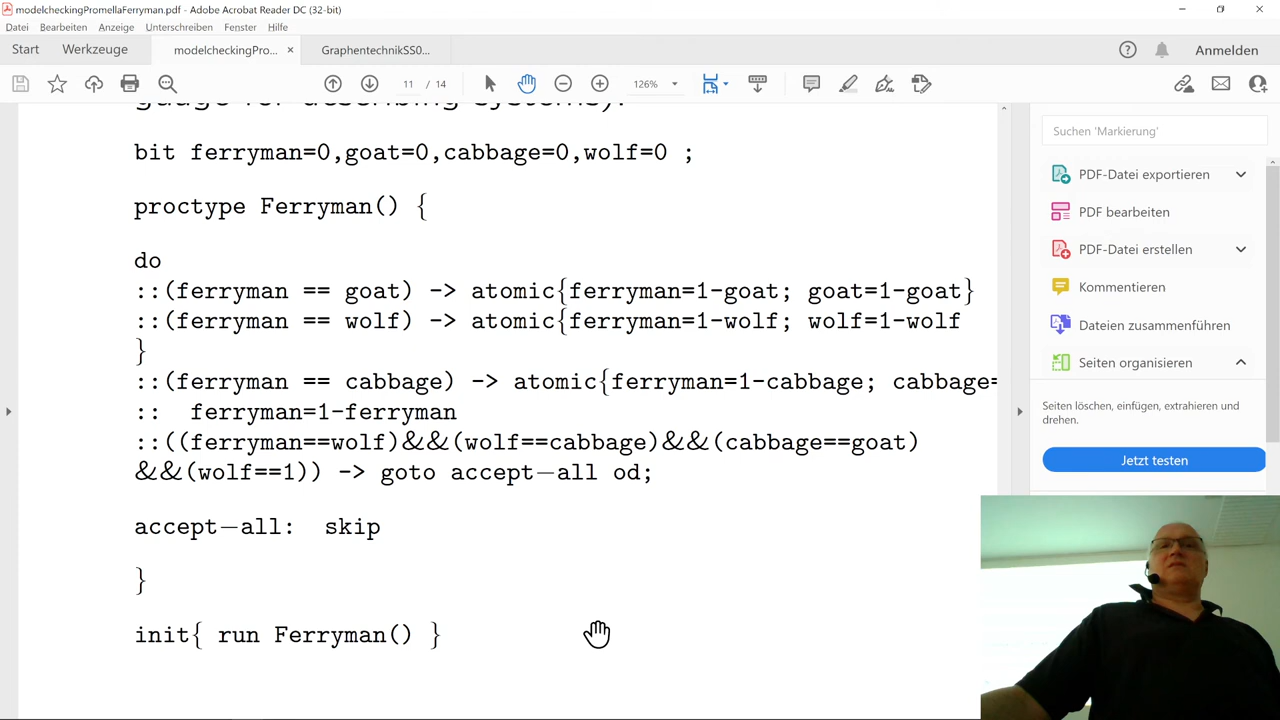 modelcheckingPromellaFerryman.pdf - Adobe Acrobat Reader DC (32-bit)
Datei Bearbeiten Anzeige Unterschreiben Fenster Hilfe
Start Werkzeuge modelcheckingPro... × GraphentechnikSS0... Anmelden
11 / 14 126%
guage for describing systems).
bit ferryman=0,goat=0,cabbage=0,wolf=0 ;
proctype Ferryman() {
do
::(ferryman == goat) -> atomic{ferryman=1-goat; goat=1-goat}
::(ferryman == wolf) -> atomic{ferryman=1-wolf; wolf=1-wolf
}
::(ferryman == cabbage) -> atomic{ferryman=1-cabbage; cabbage=
:: ferryman=1-ferryman
::((ferryman==wolf)&&(wolf==cabbage)&&(cabbage==goat)
&&(wolf==1)) -> goto accept−all od;
accept−all: skip
}
init{ run Ferryman() }
Suchen 'Markierung'
PDF-Datei exportieren
PDF bearbeiten
PDF-Datei erstellen
Kommentieren
Dateien zusammenführen
Seiten organisieren
Seiten löschen, einfügen, extrahieren und
drehen.
Jetzt testen